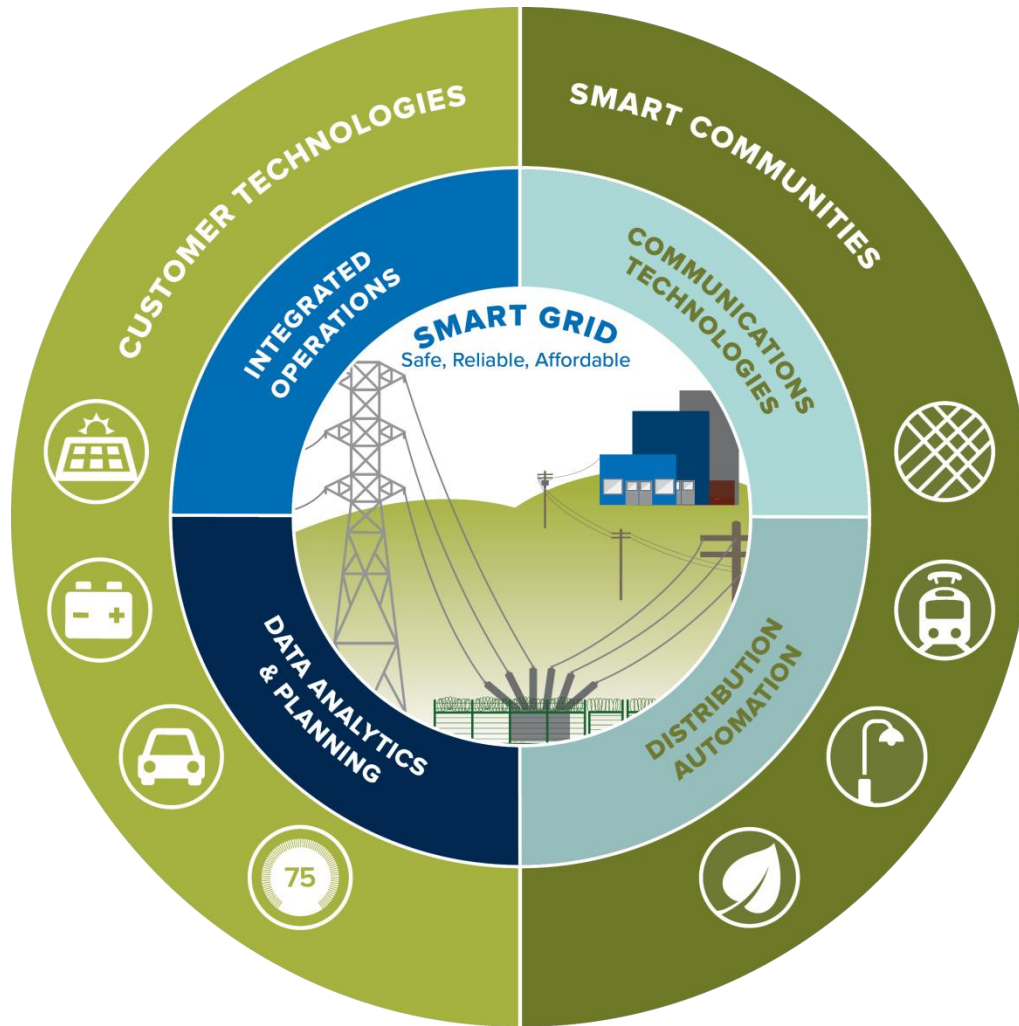 CUSTOMER TECHNOLOGIES
SMART COMMUNITIES
INTEGRATED
OPERATIONS
COMMUNICATIONS
TECHNOLOGIES
SMART GRID
Safe, Reliable, Affordable
DATA ANALYTICS
& PLANNING
DISTRIBUTION
AUTOMATION
75